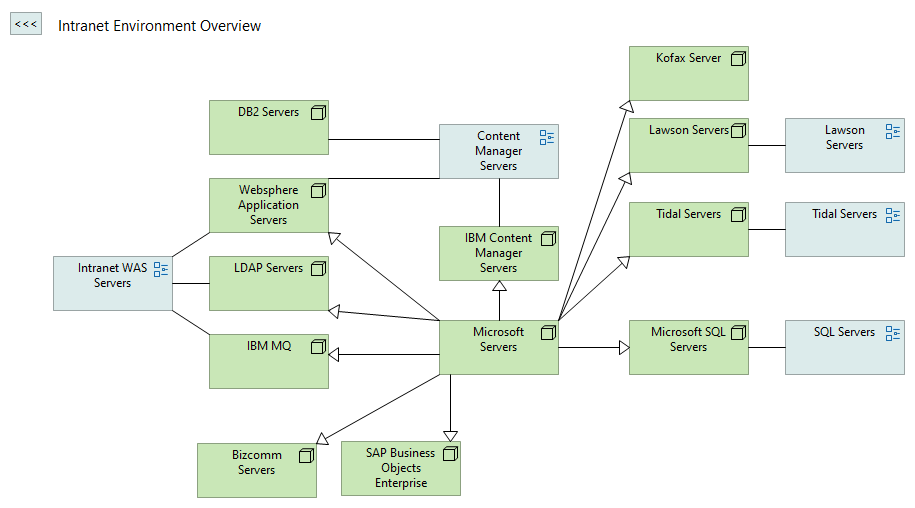 <<<
Intranet Environment Overview
Kofax Server
DB2 Servers
Content
Manager
Servers
Lawson Servers
Lawson
Servers
Websphere
Application
Servers
Tidal Servers
Tidal Servers
IBM Content
Manager
Servers
Intranet WAS
Servers
LDAP Servers
IBM MQ
Microsoft
Servers
Microsoft SQL
Servers
SQL Servers
Bizcomm
Servers
SAP Business
Objects
Enterprise